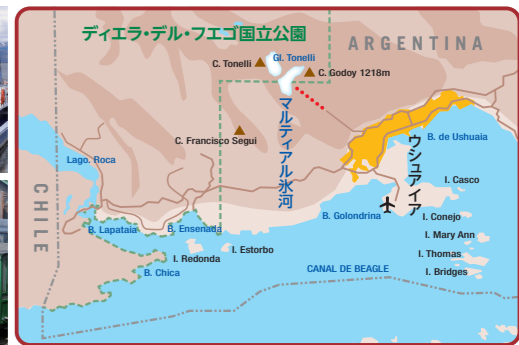 ディエラ・デル・フエゴ国立公園
ARGENTINA
Gl. Tonelli
C. Tonelli
C. Godoy 1218m
マルティアル氷河
C. Francisco Segui
B. de Ushuaia
ウシュアイア
Lago. Roca
I. Casco
CHILE
B. Golondrina
I. Conejo
B. Lapataia
B. Ensenada
I. Mary Ann
I. Estorbo
I. Redonda
I. Thomas
B. Chica
CANAL DE BEAGLE
I. Bridges